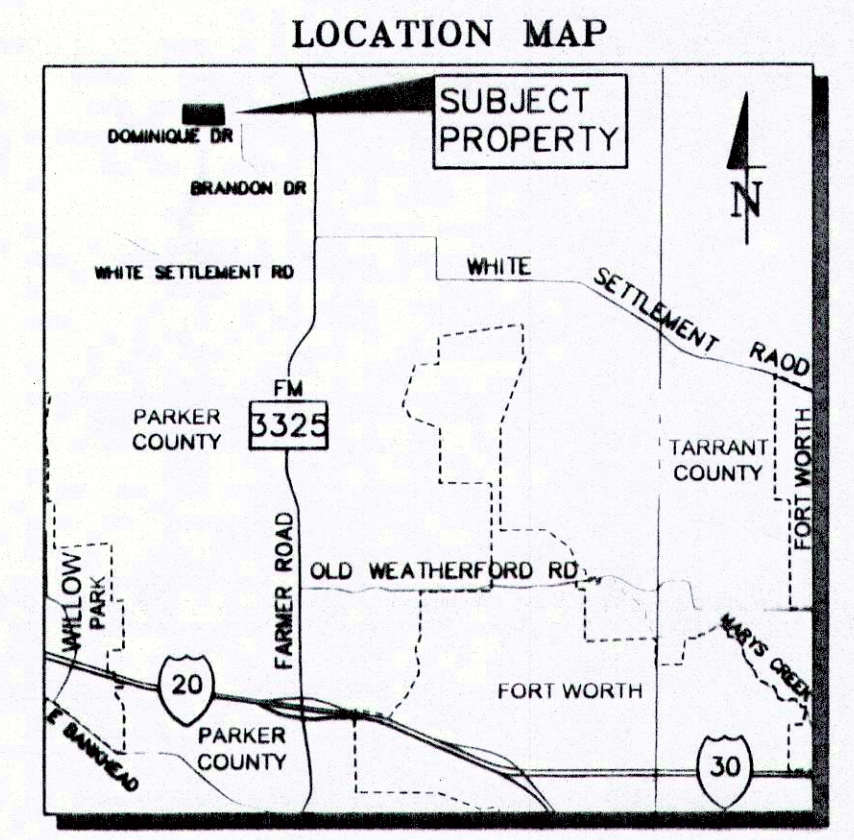 LOCATION MAP
SUBJECT
PROPERTY
DOMINIQUE DR
N
BRANDON DR
WHITE SETTLEMENT RD
WHITE SETTLEMENT RAOD
FM
3325
PARKER
COUNTY
TARRANT
COUNTY
FORT WORTH
FARMER ROAD
OLD WEATHERFORD RD
WILLOW
PARK
MARYS CREEK
20
FORT WORTH
E BANKHEAD
PARKER
COUNTY
30